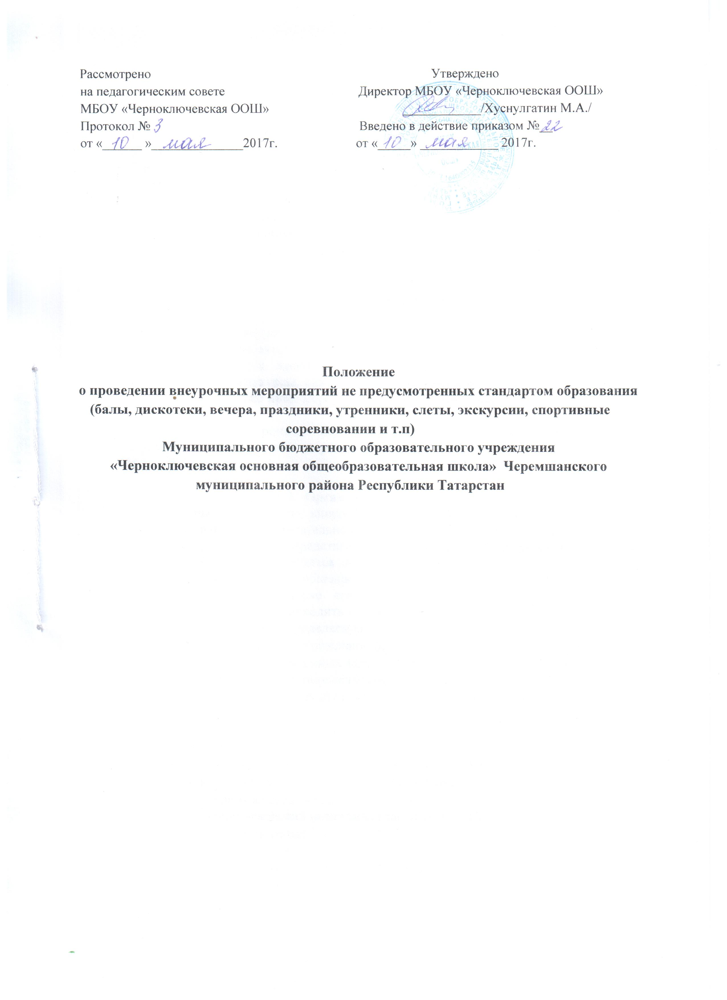 Рассмотрено
на педагогическим совете
МБОУ «Черноключевская ООШ»
Протокол № 3
от «10» мая 2017г.
Утверждено
Директор МБОУ «Черноключевская ООШ»
/Хуснулгатин М.А./
Введено в действие приказом № 22
от «10» мая 2017г.
Положение
о проведении внеурочных мероприятий не предусмотренных стандартом образования
(балы, дискотеки, вечера, праздники, утренники, слеты, экскурсии, спортивные
соревновании и т.п)
Муниципального бюджетного образовательного учреждения
«Черноключевская основная общеобразовательная школа» Черемшанского
муниципального района Республики Татарстан